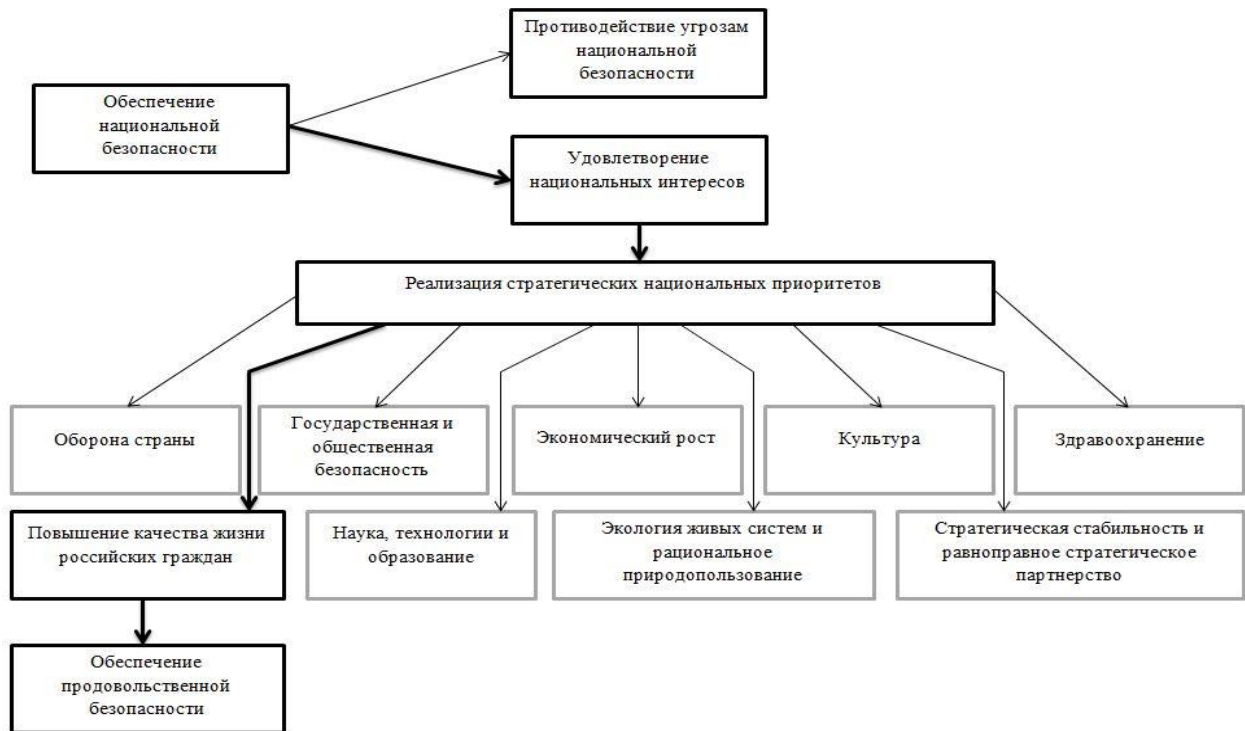 Противодействие угрозам
национальной
безопасности
Обеспечение
национальной
безопасности
Удовлетворение
национальных интересов
Реализация стратегических национальных приоритетов
Оборона страны
Государственная и
общественная
безопасность
Экономический рост
Культура
Здравоохранение
Повышение качества жизни
российских граждан
Наука, технологии и
образование
Экология живых систем и
рациональное
природопользование
Стратегическая стабильность и
равноправное стратегическое
партнерство
Обеспечение
продовольственной
безопасности